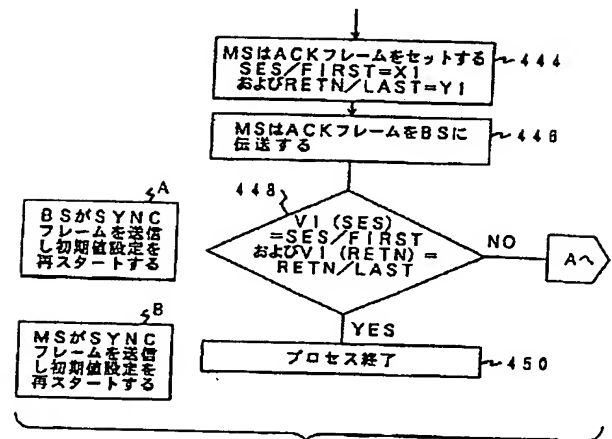 MSはACKフレームをセットする
SES/FIRST=X1
およびRETN/LAST=Y1
444
MSはACKフレームをBSに
伝送する
446
448
V1(SES)
=SES/FIRST
およびV1(RETN)=
RETN/LAST
NO
Aへ
YES
プロセス終了
450
A
BSがSYNC
フレームを送信
し初期値設定を
再スタートする
B
MSがSYNC
フレームを送信
し初期値設定を
再スタートする